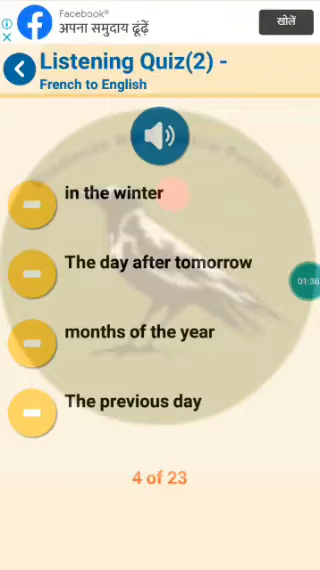 Facebook®
अपना समुदाय ढूंढ़ें
खोलें
Listening Quiz(2) -
French to English
in the winter
The day after tomorrow
01:36
months of the year
The previous day
4 of 23